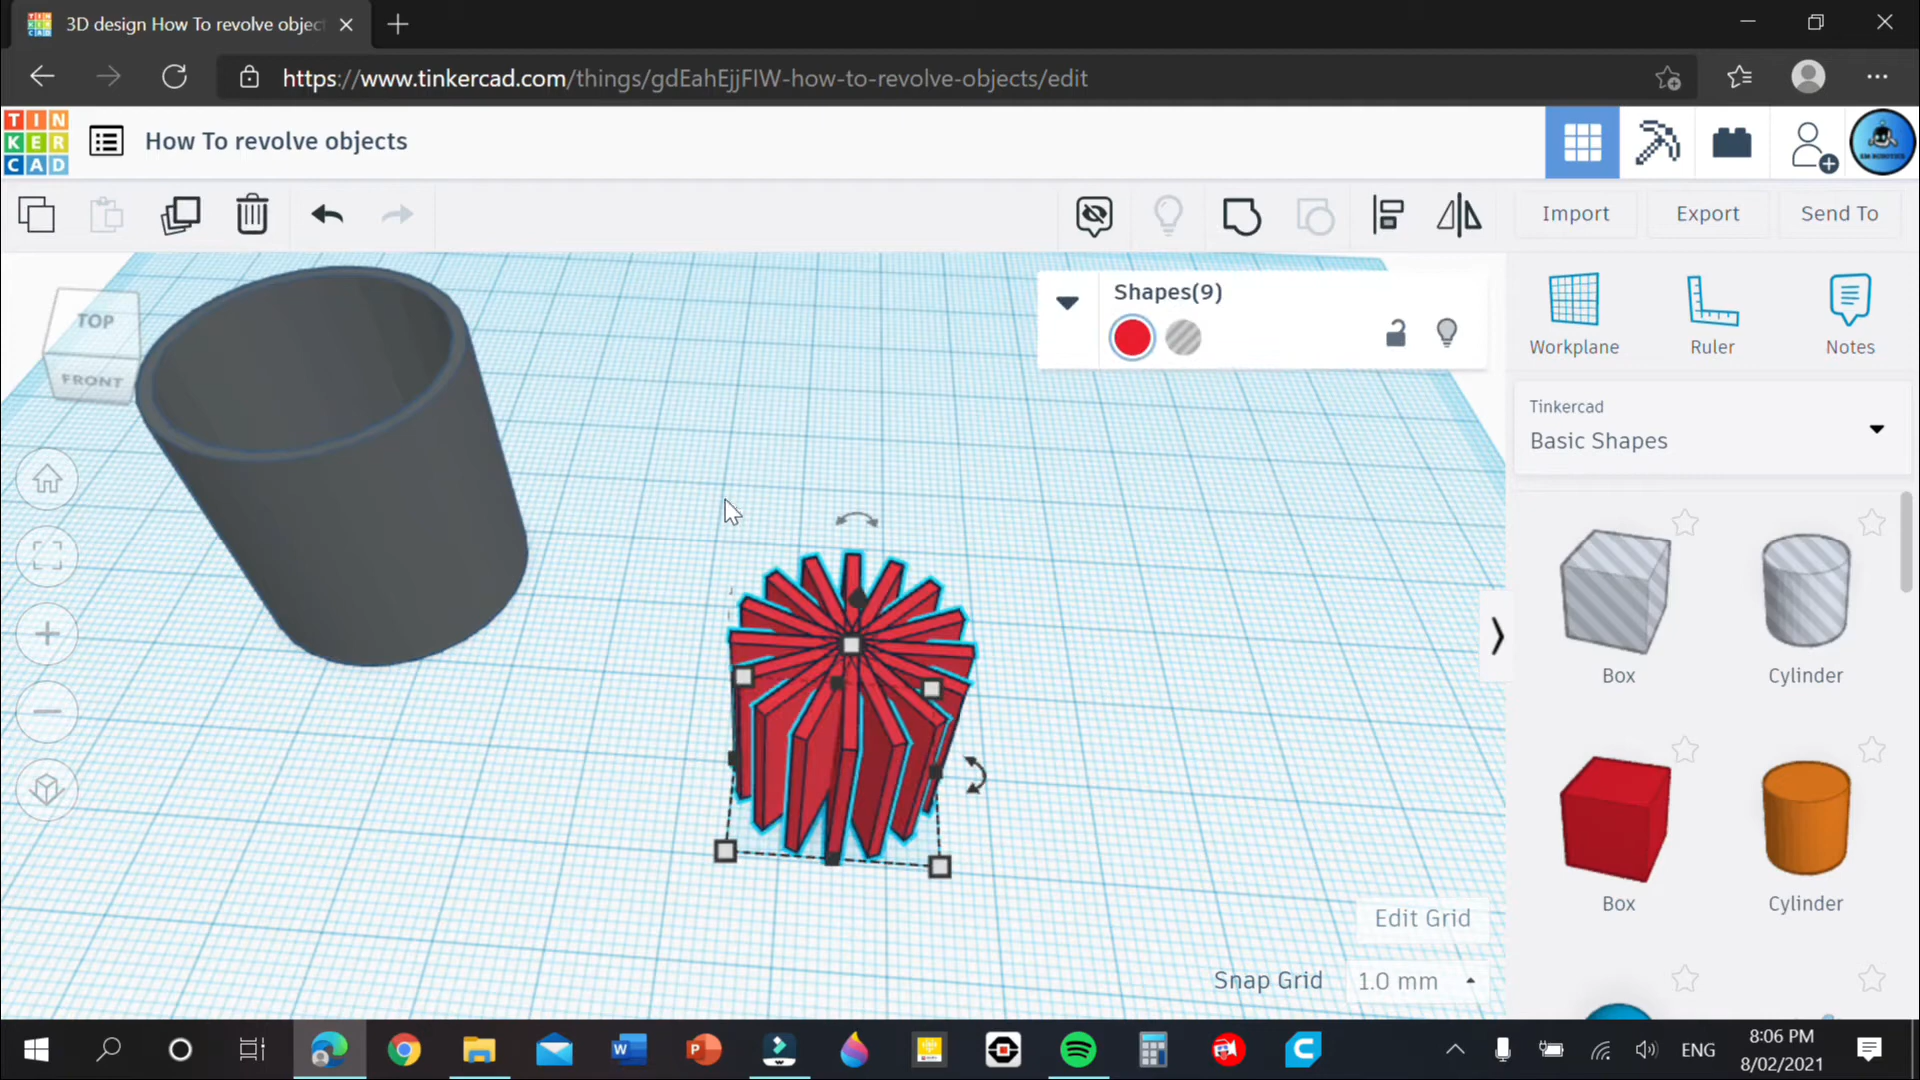 3D design How To revolve object
https://www.tinkercad.com/things/gdEahEjjFIW-how-to-revolve-objects/edit
TIN
KER
CAD
How To revolve objects
Import
Export
Send To
TOP
FRONT
Shapes(9)
Workplane
Ruler
Notes
Tinkercad
Basic Shapes
Box
Cylinder
Box
Cylinder
Edit Grid
Snap Grid
1.0 mm
ENG
8:06 PM
8/02/2021